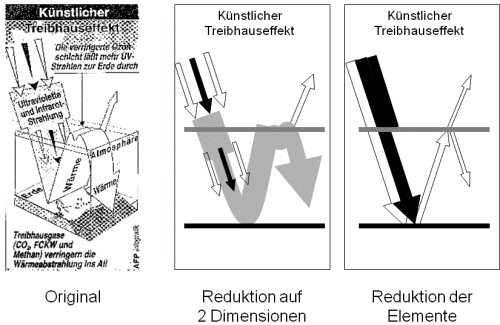 Künstlicher
Treibhauseffekt
Die verringerte Ozon-
schicht läßt mehr UV-
Strahlen zur Erde durch
Ultraviolette
und Infrarot-
Strahlung
Atmosphäre
Wärme
Wärme
Erde
Treibhausgase
(CO₂, FCKW und
Methan) verringern die
Wärmeabstrahlung ins All
AFP infografik
Original
Künstlicher
Treibhauseffekt
Reduktion auf
2 Dimensionen
Künstlicher
Treibhauseffekt
Reduktion der
Elemente